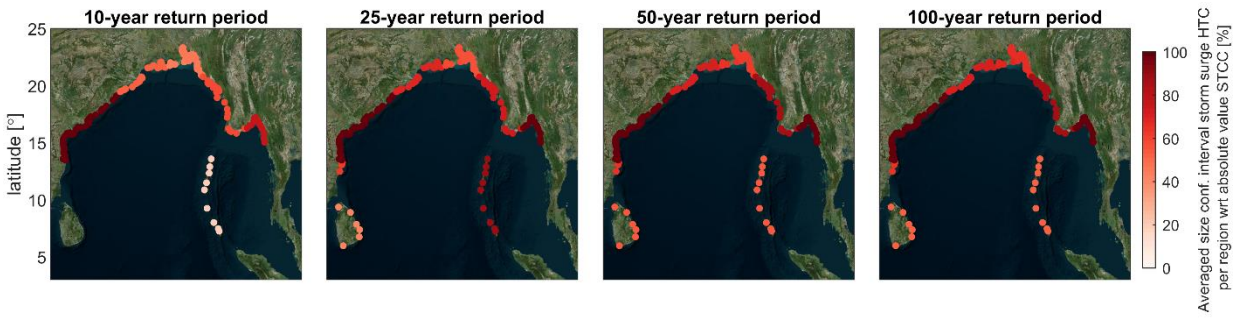 10-year return period
25-year return period
50-year return period
100-year return period
25
20
15
10
5
latitude [°]
100
80
60
40
20
0
Averaged size conf. interval storm surge HTC
per region wrt absolute value STCC [%]